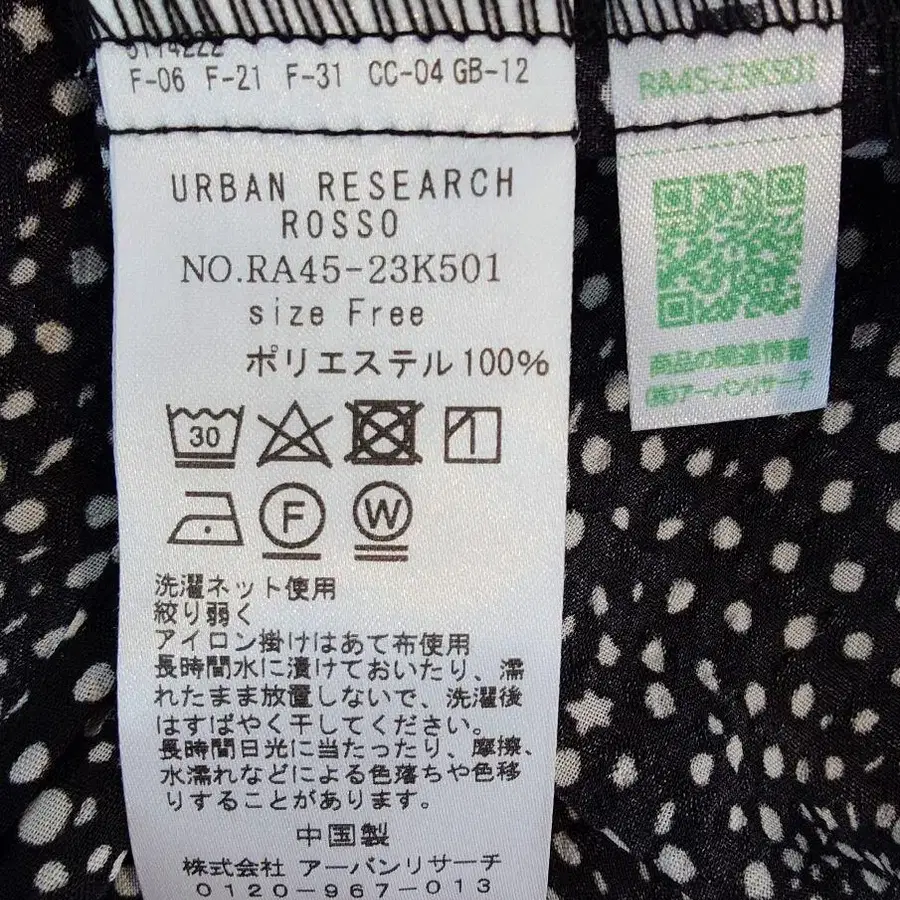 5114222
F-06 F-21 F-31 CC-04 GB-12
URBAN RESEARCH
ROSSO
NO.RA45-23K501
size Free
ポリエステル100%
30
F
W
洗濯ネット使用
絞り弱く
アイロン掛けはあて布使用
長時間水に漬けておいたり、濡
れたまま放置しないで、洗濯後
はすばやく干してください。
長時間日光に当たったり、摩擦、
水濡れなどによる色落ちや色移
りすることがあります。
中国製
株式会社 アーバンリサーチ
0120-967-013
RA45-23K501
商品の関連情報
(株)アーバンリサーチ